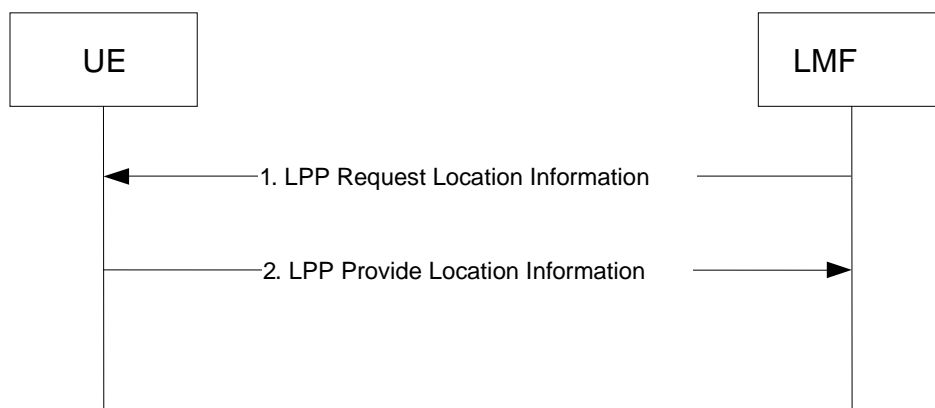 UE
LMF
1. LPP Request Location Information
2. LPP Provide Location Information